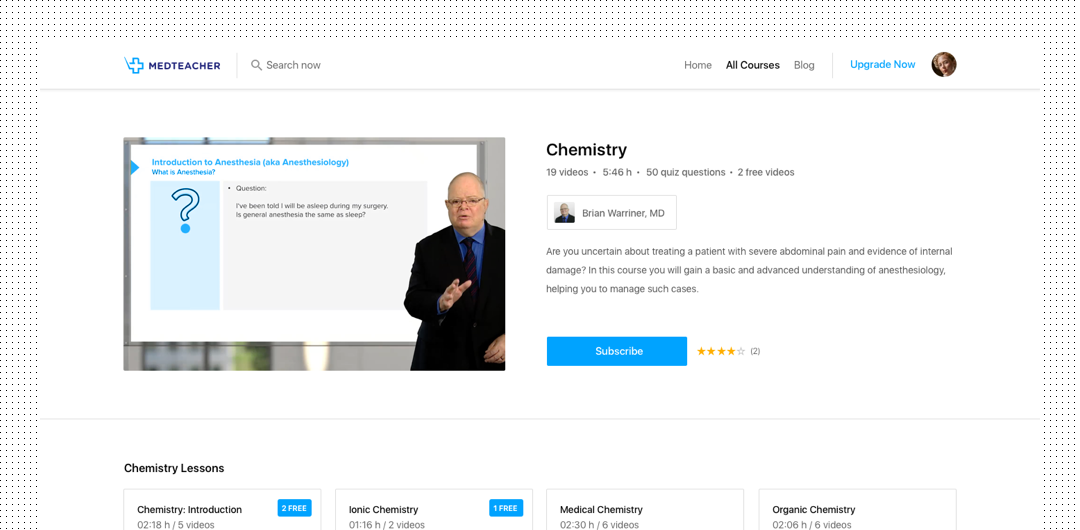 MEDTEACHER
Search now
Home
All Courses
Blog
Upgrade Now
Introduction to Anesthesia (aka Anesthesiology)
What is Anesthesia?
?
• Question:
I've been told I will be asleep during my surgery.
Is general anesthesia the same as sleep?
Chemistry
19 videos • 5:46 h • 50 quiz questions • 2 free videos
Brian Warriner, MD
Are you uncertain about treating a patient with severe abdominal pain and evidence of internal
damage? In this course you will gain a basic and advanced understanding of anesthesiology,
helping you to manage such cases.
Subscribe
★★★★☆ (2)
Chemistry Lessons
Chemistry: Introduction
2 FREE
02:18 h / 5 videos
Ionic Chemistry
1 FREE
01:16 h / 2 videos
Medical Chemistry
02:30 h / 6 videos
Organic Chemistry
02:06 h / 6 videos